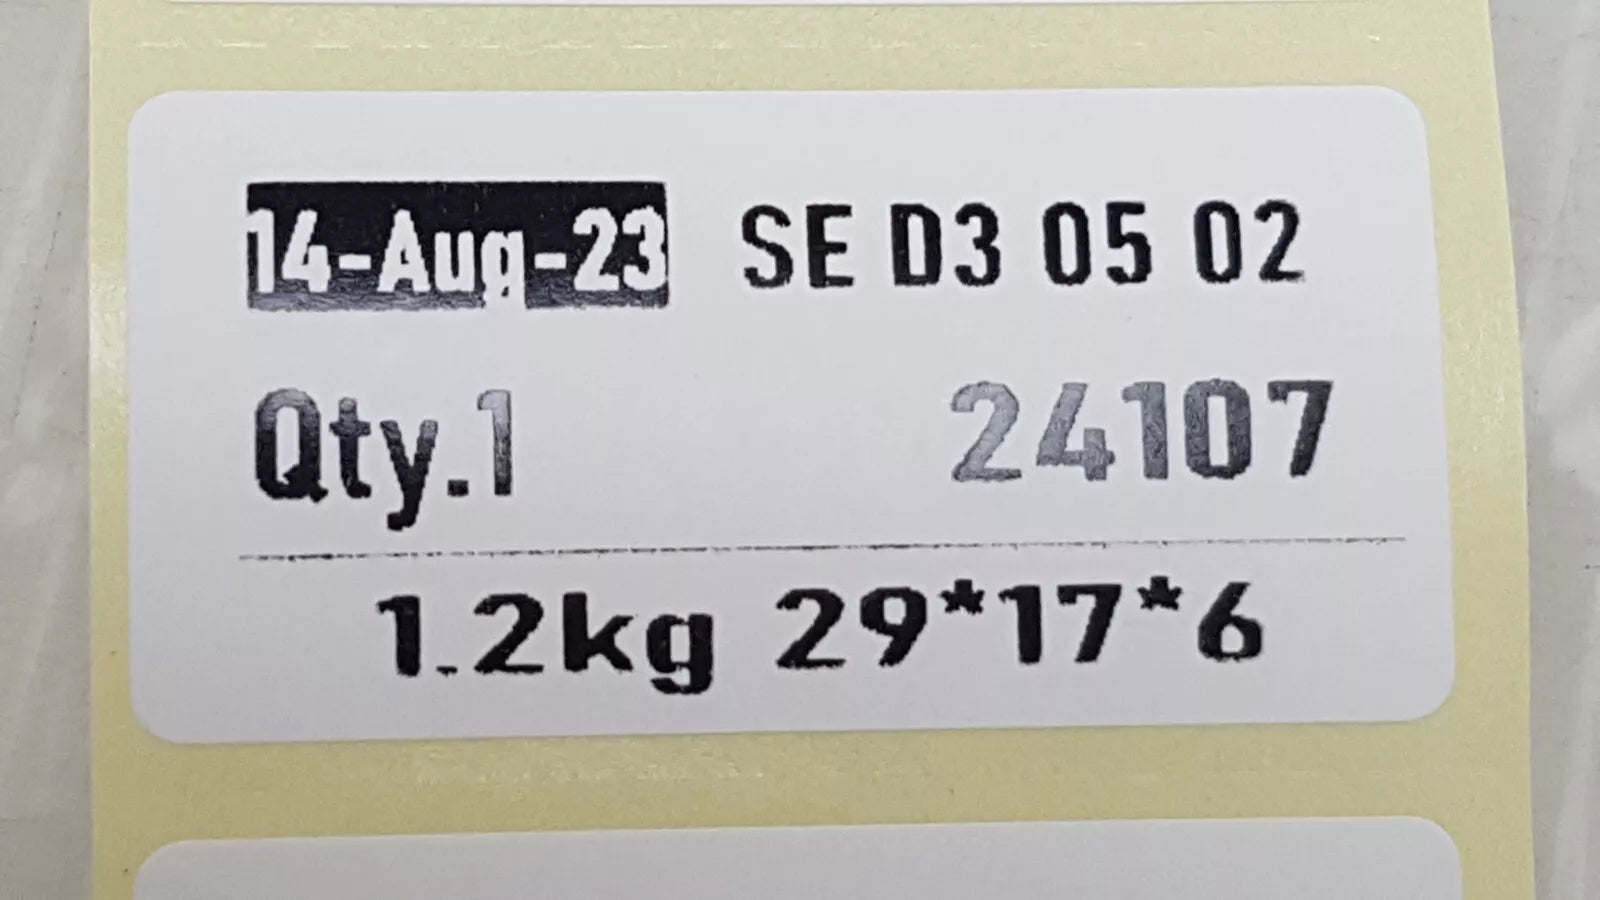 14-Aug-23 SE D3 05 02
Qty.1 24107
1.2kg 29*17*6